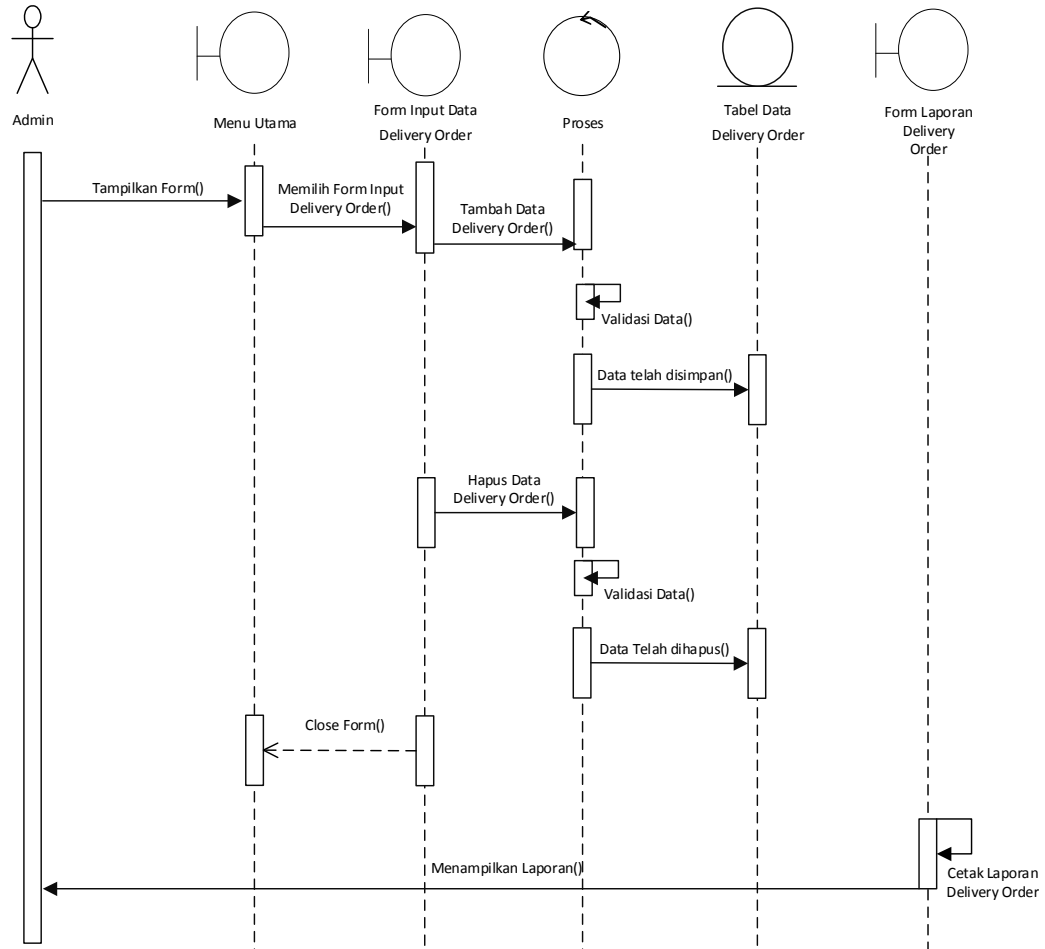 Admin
Menu Utama
Form Input Data
Delivery Order
Proses
Tabel Data
Delivery Order
Form Laporan
Delivery
Order
Tampilkan Form()
Memilih Form Input
Delivery Order()
Tambah Data
Delivery Order()
Validasi Data()
Data telah disimpan()
Hapus Data
Delivery Order()
Validasi Data()
Data Telah dihapus()
Close Form()
Menampilkan Laporan()
Cetak Laporan
Delivery Order